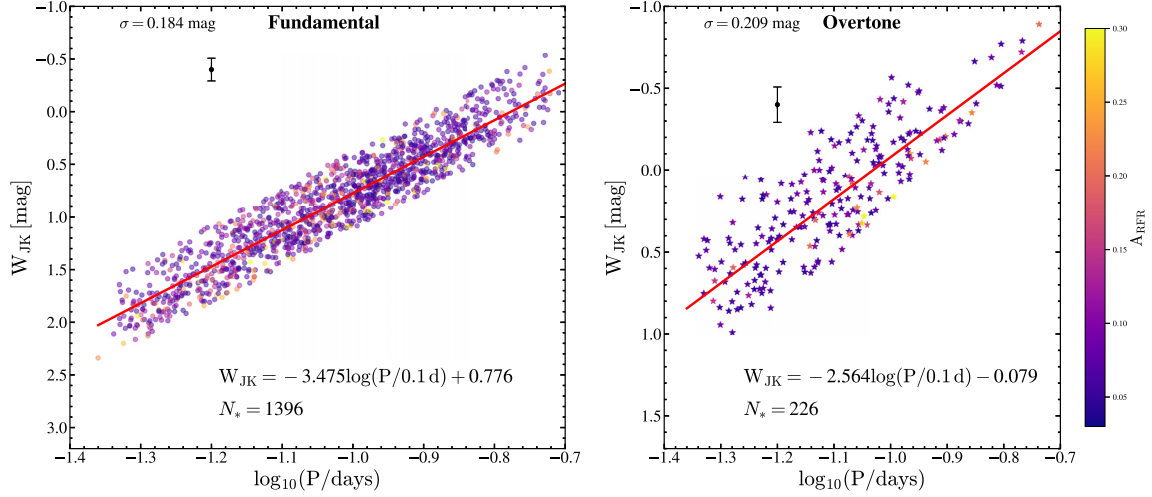 σ = 0.184 mag
Fundamental
−1.0
−0.5
0.0
0.5
1.0
1.5
2.0
2.5
3.0
W_JK [mag]
W_JK = −3.475log(P/0.1 d) + 0.776
N_* = 1396
−1.4 −1.3 −1.2 −1.1 −1.0 −0.9 −0.8 −0.7
log₁₀(P/days)
σ = 0.209 mag
Overtone
−1.0
−0.5
0.0
0.5
1.0
1.5
W_JK [mag]
W_JK = −2.564log(P/0.1 d) − 0.079
N_* = 226
−1.4 −1.3 −1.2 −1.1 −1.0 −0.9 −0.8 −0.7
log₁₀(P/days)
0.30
0.25
0.20
0.15
0.10
0.05
A_RFR